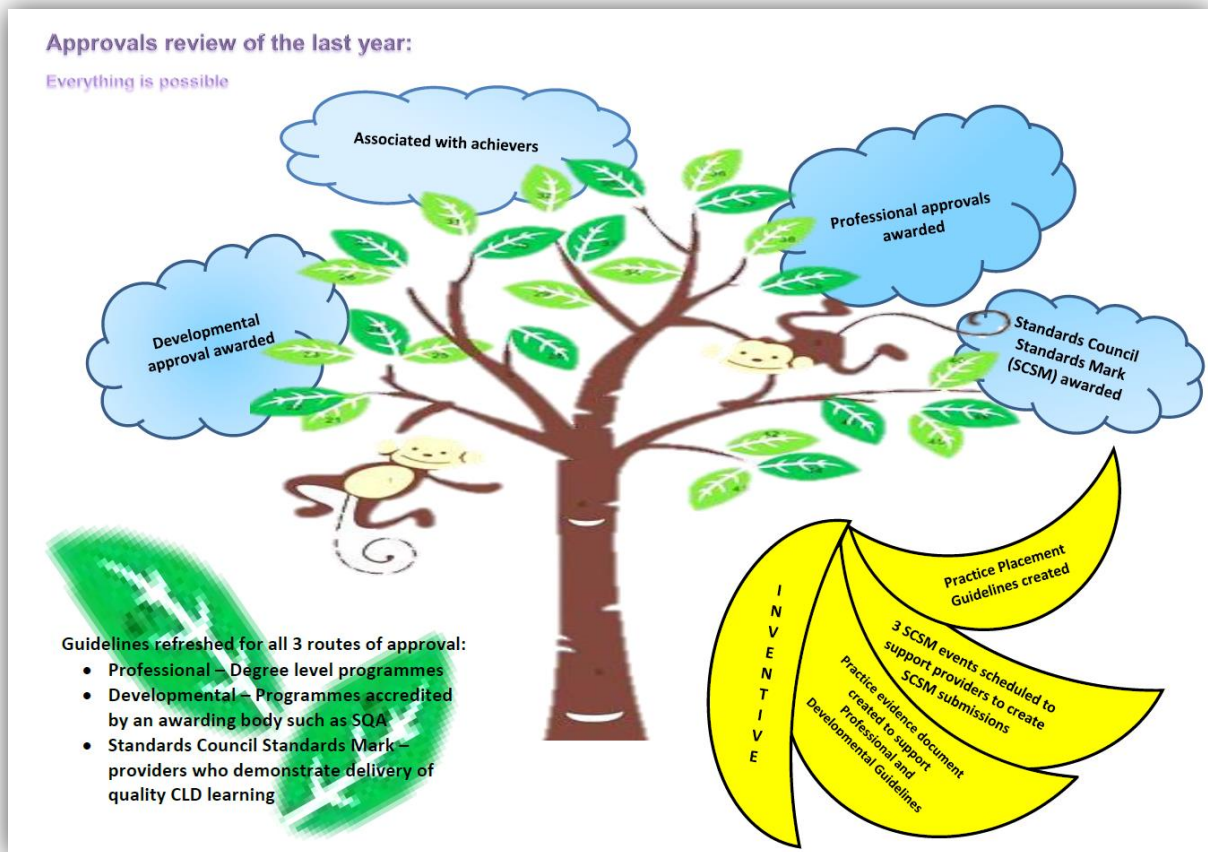 Approvals review of the last year:
Everything is possible
Associated with achievers
Professional approvals
awarded
Developmental
approval awarded
Standards Council
Standards Mark
(SCSM) awarded
Guidelines refreshed for all 3 routes of approval:
• Professional – Degree level programmes
• Developmental – Programmes accredited
by an awarding body such as SQA
• Standards Council Standards Mark –
providers who demonstrate delivery of
quality CLD learning
INVENTIVE
Practice Placement
Guidelines created
3 SCSM events scheduled to
support providers to create
SCSM submissions
Practice evidence document
created to support
Professional and
Developmental Guidelines